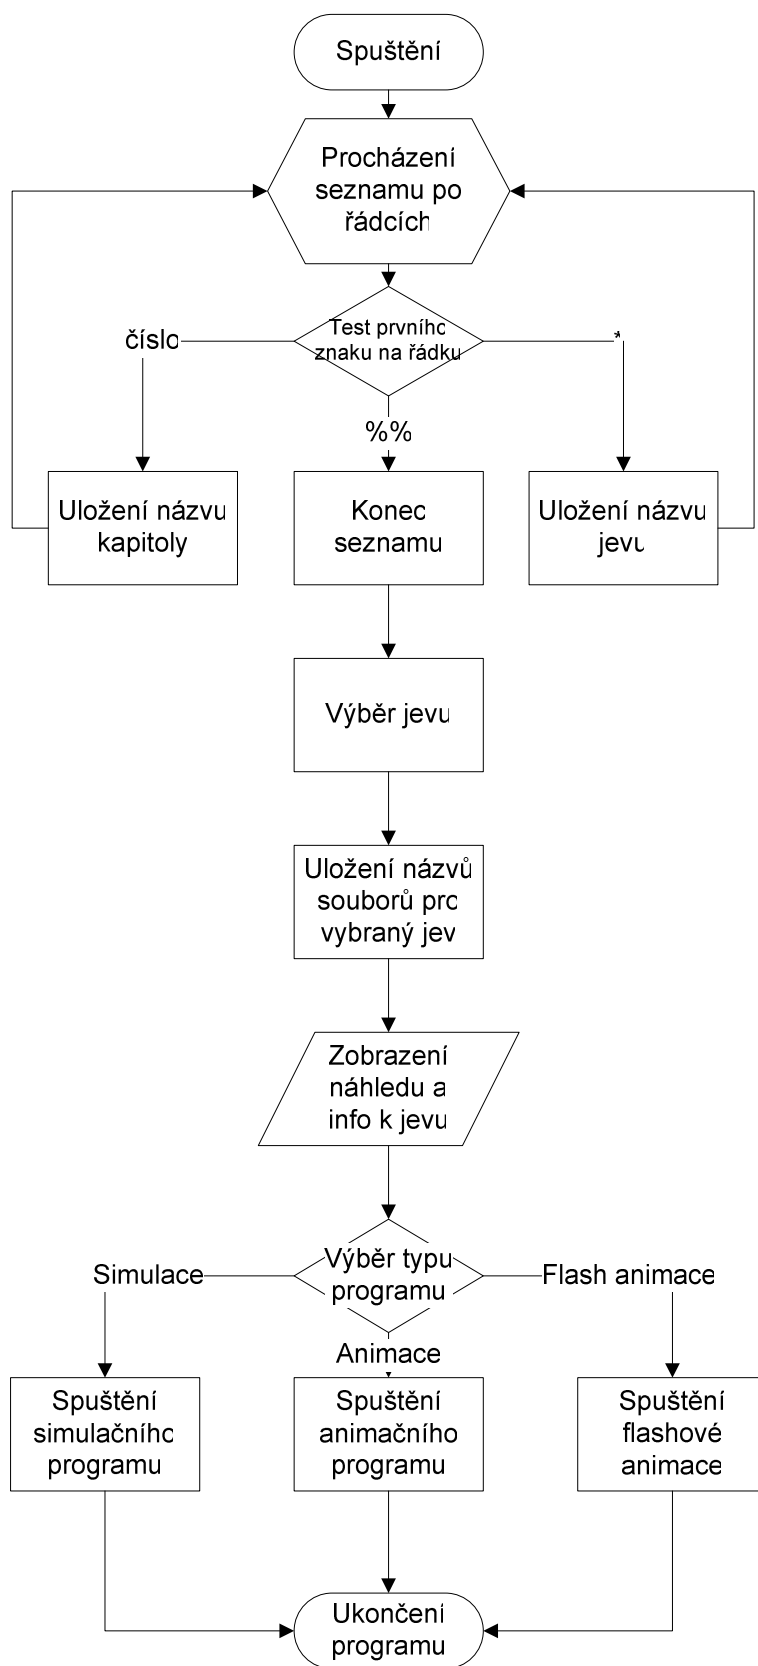 Spuštění
Procházení
seznamu po
řádcích
Test prvního
znaku na řádku
číslo
*
%%
Uložení názvu
kapitoly
Konec
seznamu
Uložení názvu
jevu
Výběr jevu
Uložení názvů
souborů pro
vybraný jev
Zobrazení
náhledu a
info k jevu
Výběr typu
programu
Simulace
Flash animace
Animace
Spuštění
simulačního
programu
Spuštění
animačního
programu
Spuštění
flashové
animace
Ukončení
programu